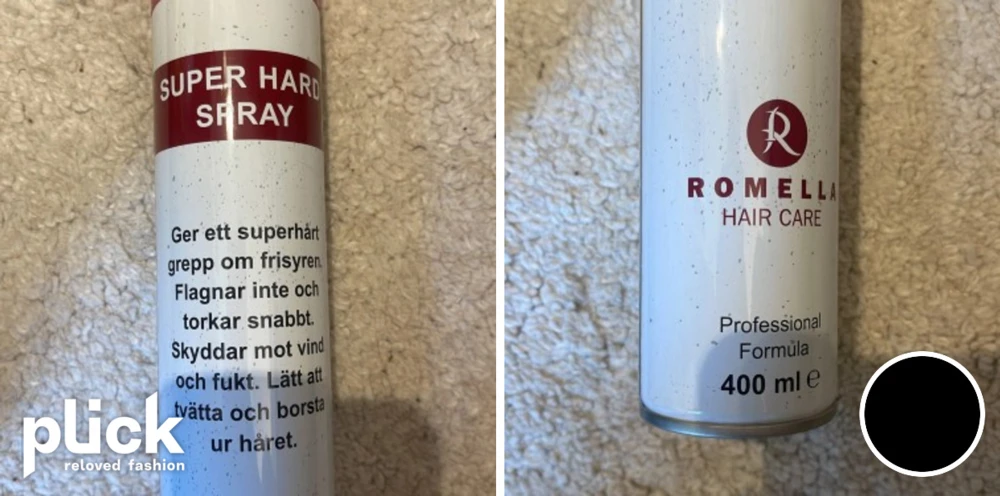 SUPER HARD
SPRAY
Ger ett superhårt
grepp om frisyren.
Flagnar inte och
torkar snabbt.
Skyddar mot vind
och fukt. Lätt att
tvätta och borsta
ur håret.
plick
reloved fashion
R
ROMELLA
HAIR CARE
Professional
Formula
400 ml ℮